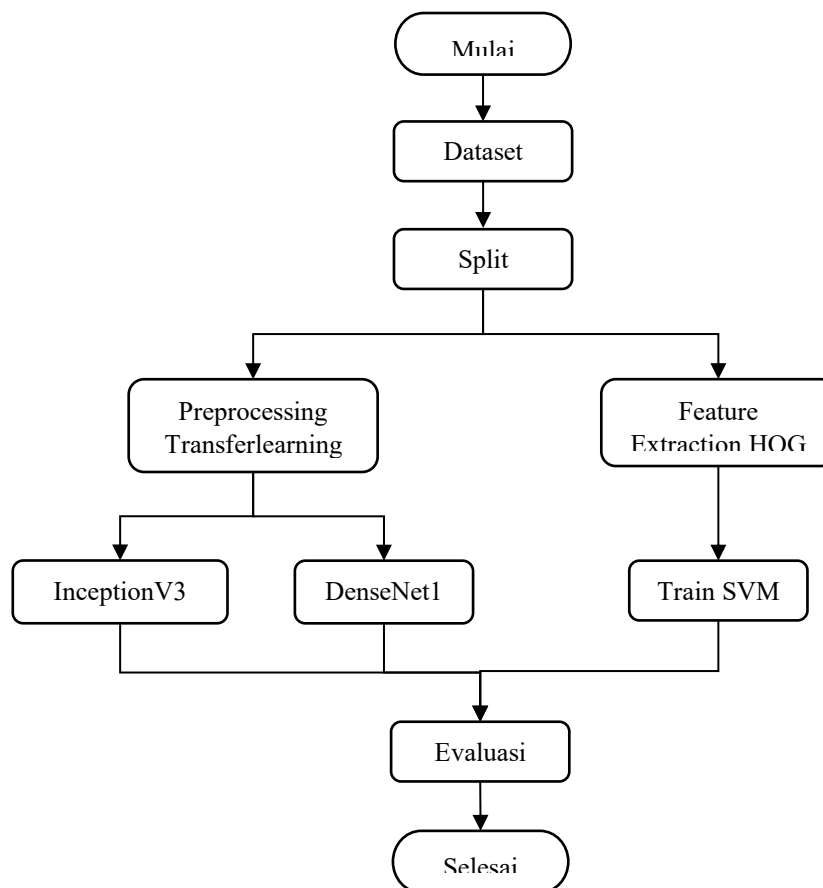 Mulai
Dataset
Split
Preprocessing
Transferlearning
Feature
Extraction HOG
InceptionV3
DenseNet1
Train SVM
Evaluasi
Selesai